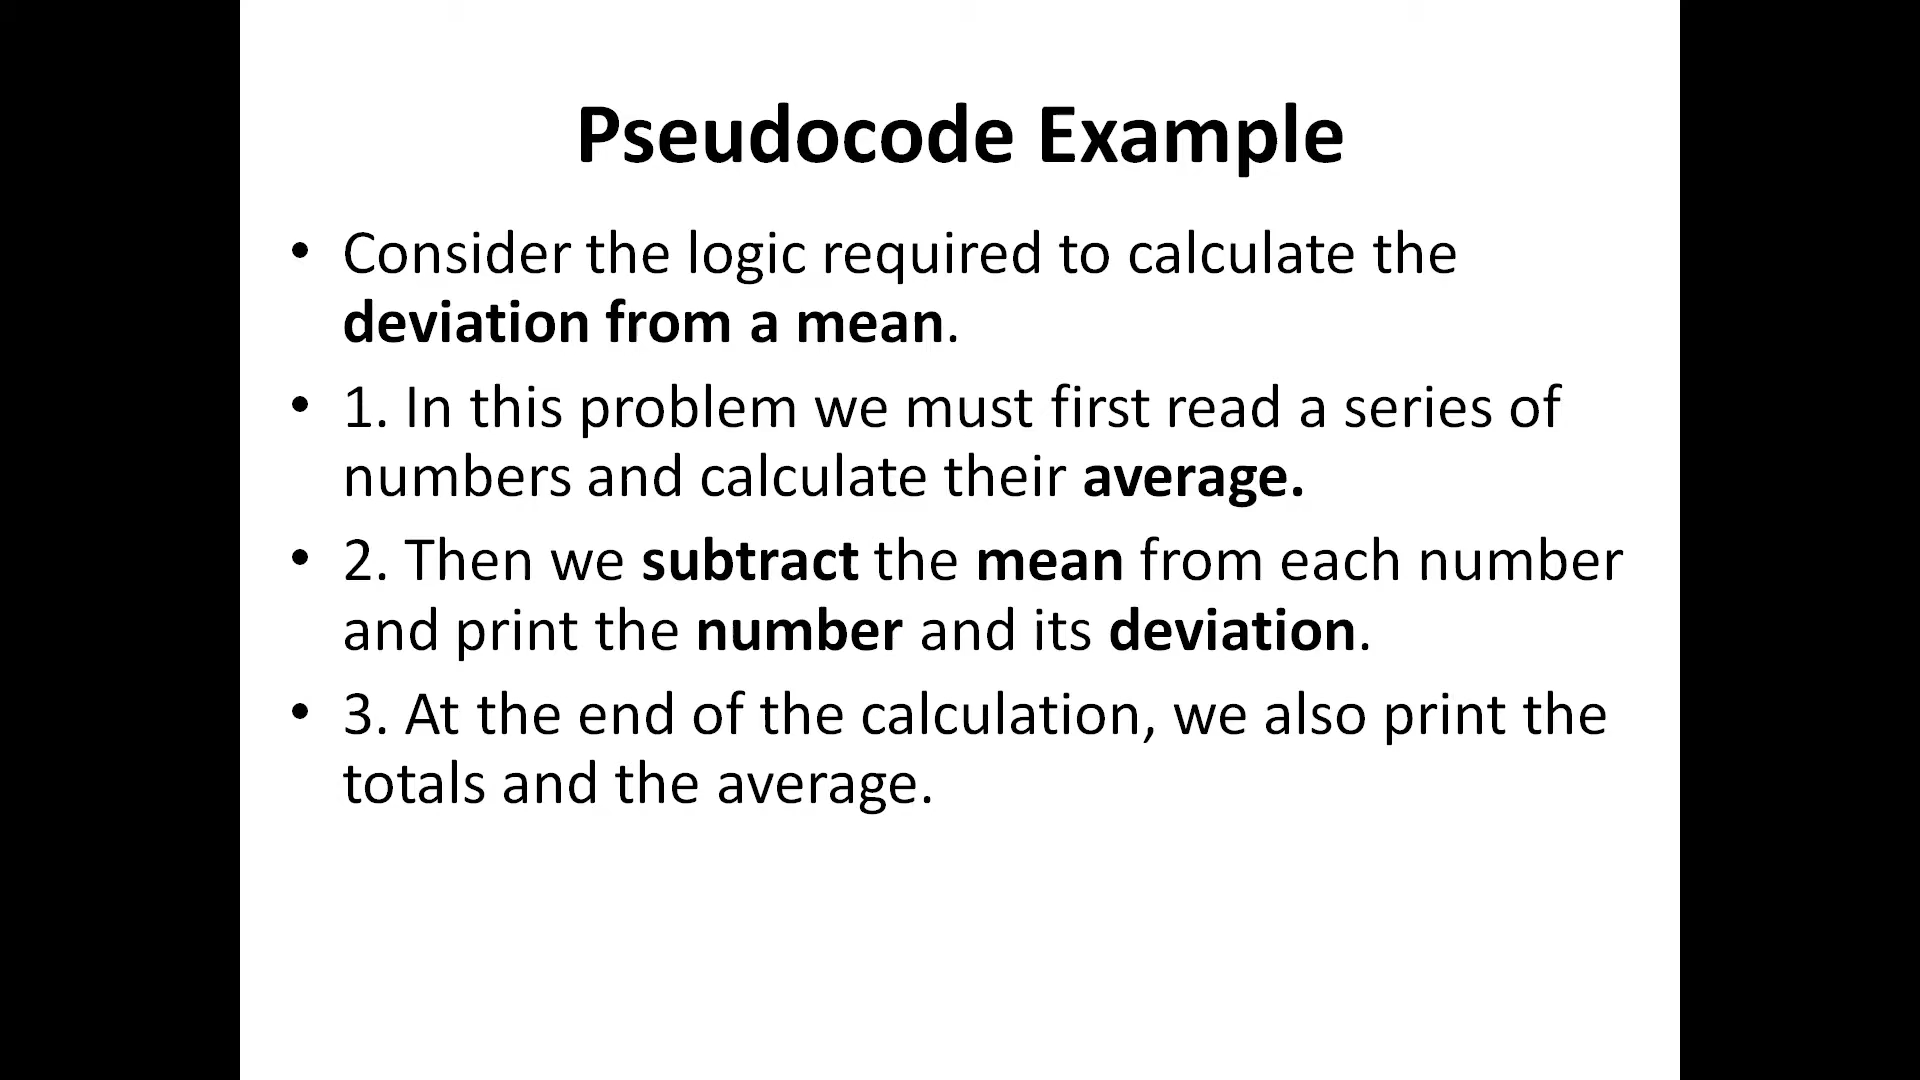 Pseudocode Example
• Consider the logic required to calculate the
deviation from a mean.
• 1. In this problem we must first read a series of
numbers and calculate their average.
• 2. Then we subtract the mean from each number
and print the number and its deviation.
• 3. At the end of the calculation, we also print the
totals and the average.